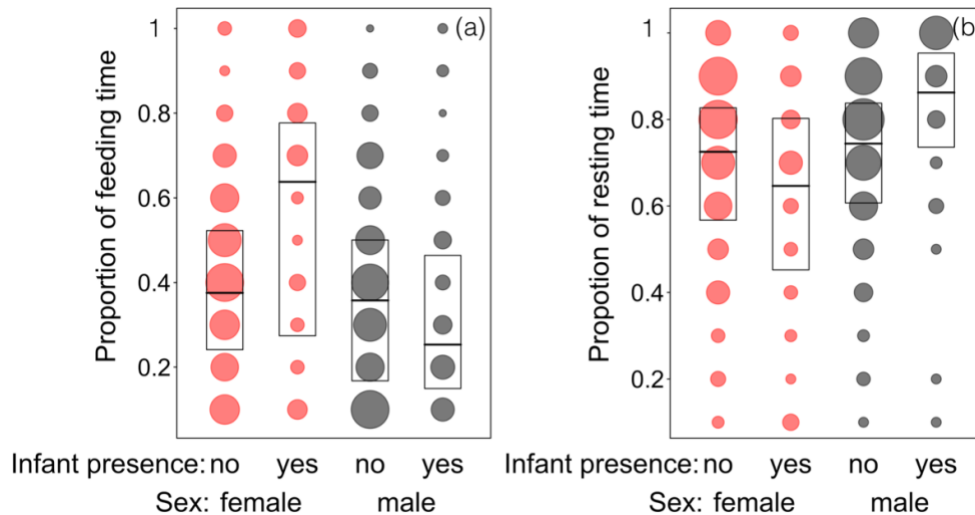 (a)
Proportion of feeding time
1
0.8
0.6
0.4
0.2
Infant presence: no yes no yes
Sex: female male
(b
Propotion of resting time
1
0.8
0.6
0.4
0.2
Infant presence: no yes no yes
Sex: female male